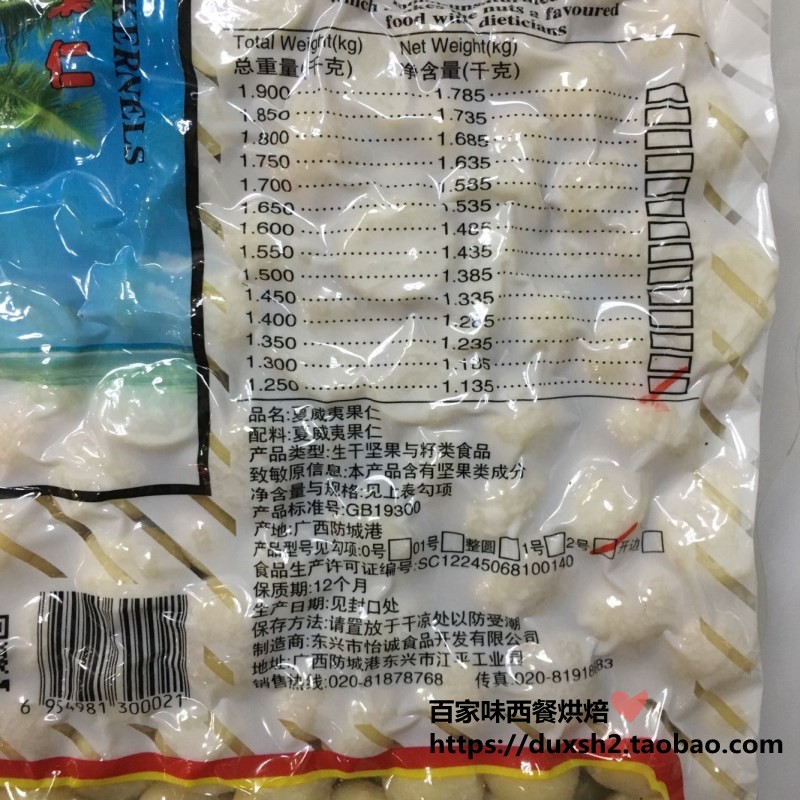 which
food with nuts a favoured
dieticians
KERNELS
Total Weight(kg) Net Weight(kg)
总重量(千克) 净含量(千克)
1.900 1.785
1.850 1.735
1.800 1.685
1.750 1.635
1.700 1.585
1.650 1.535
1.600 1.485
1.550 1.435
1.500 1.385
1.450 1.335
1.400 1.285
1.350 1.235
1.300 1.185
1.250 1.135
品名:夏威夷果仁
配料:夏威夷果仁
产品类型:生干坚果与籽类食品
致敏原信息:本产品含有坚果类成分
净含量与规格:见上表勾项
产品标准号:GB19300
产地:广西防城港
产品型号见勾项:0号 01号 整圆 1号 2号 开边
食品生产许可证编号:SC12245068100140
保质期:12个月
生产日期:见封口处
保存方法:请置放于干凉处以防受潮
制造商:东兴市怡诚食品开发有限公司
地址:广西防城港东兴市江平工业园
销售热线:020-81878768 传真:020-81918
6 954981 300021
百家味西餐烘焙
https://duxsh2.taobao.com